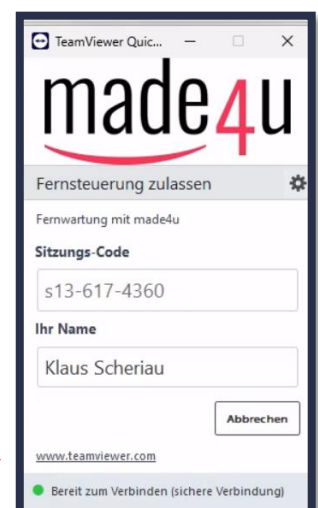 TeamViewer Quic...
made4u
Fernsteuerung zulassen
Fernwartung mit made4u
Sitzungs-Code
s13-617-4360
Ihr Name
Klaus Scheriau
Abbrechen
www.teamviewer.com
Bereit zum Verbinden (sichere Verbindung)